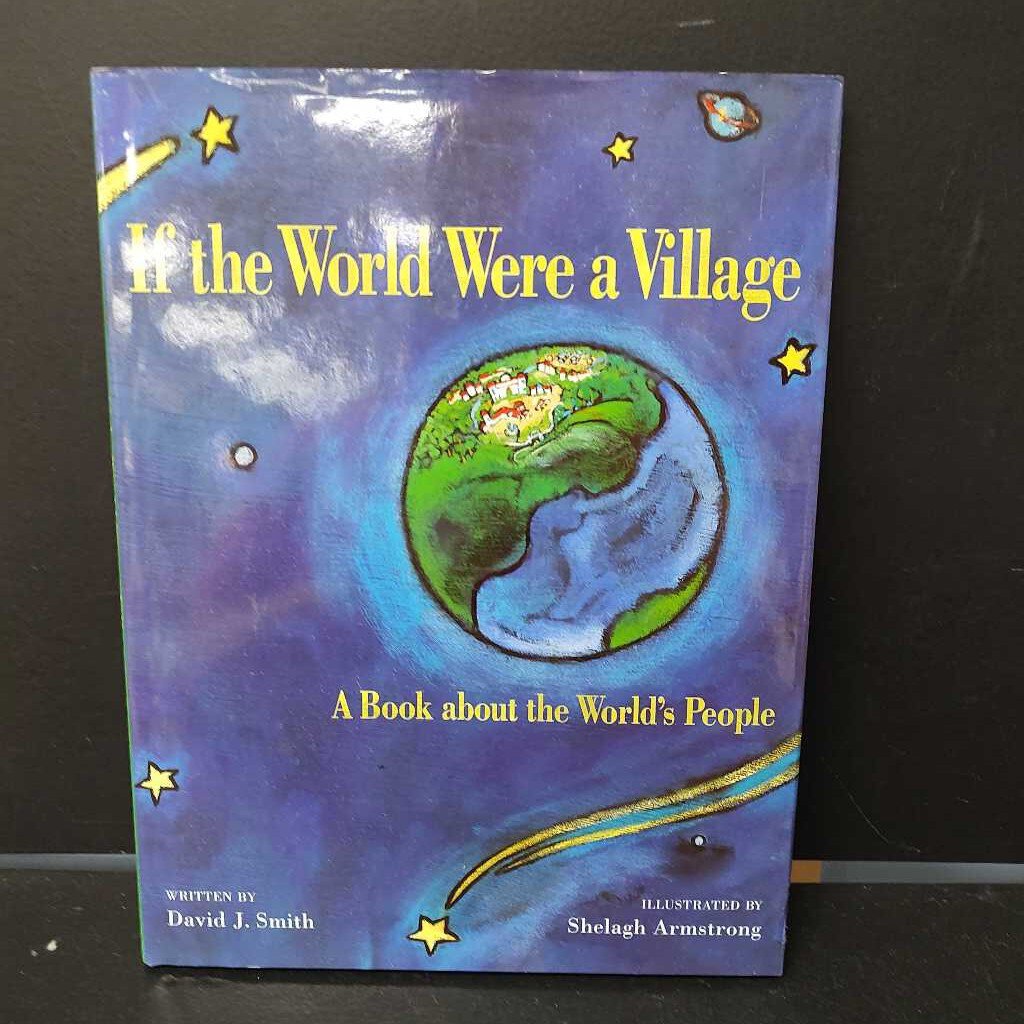 If the World Were a Village
A Book about the World's People
WRITTEN BY
David J. Smith
ILLUSTRATED BY
Shelagh Armstrong